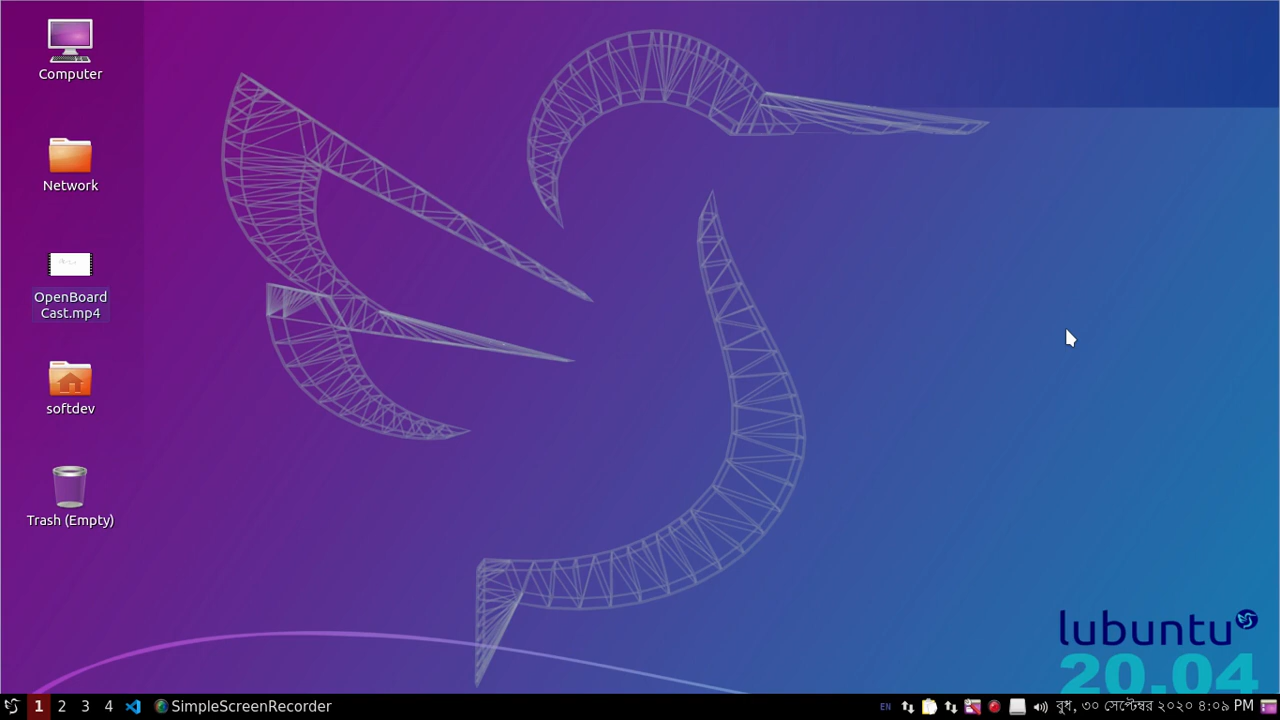 Computer
Network
OpenBoard
Cast.mp4
softdev
Trash (Empty)
lubuntu
20.04
1 2 3 4 SimpleScreenRecorder EN বুধ, ৩০ সেপ্টেম্বর ২০২০ ৪:০৯ PM